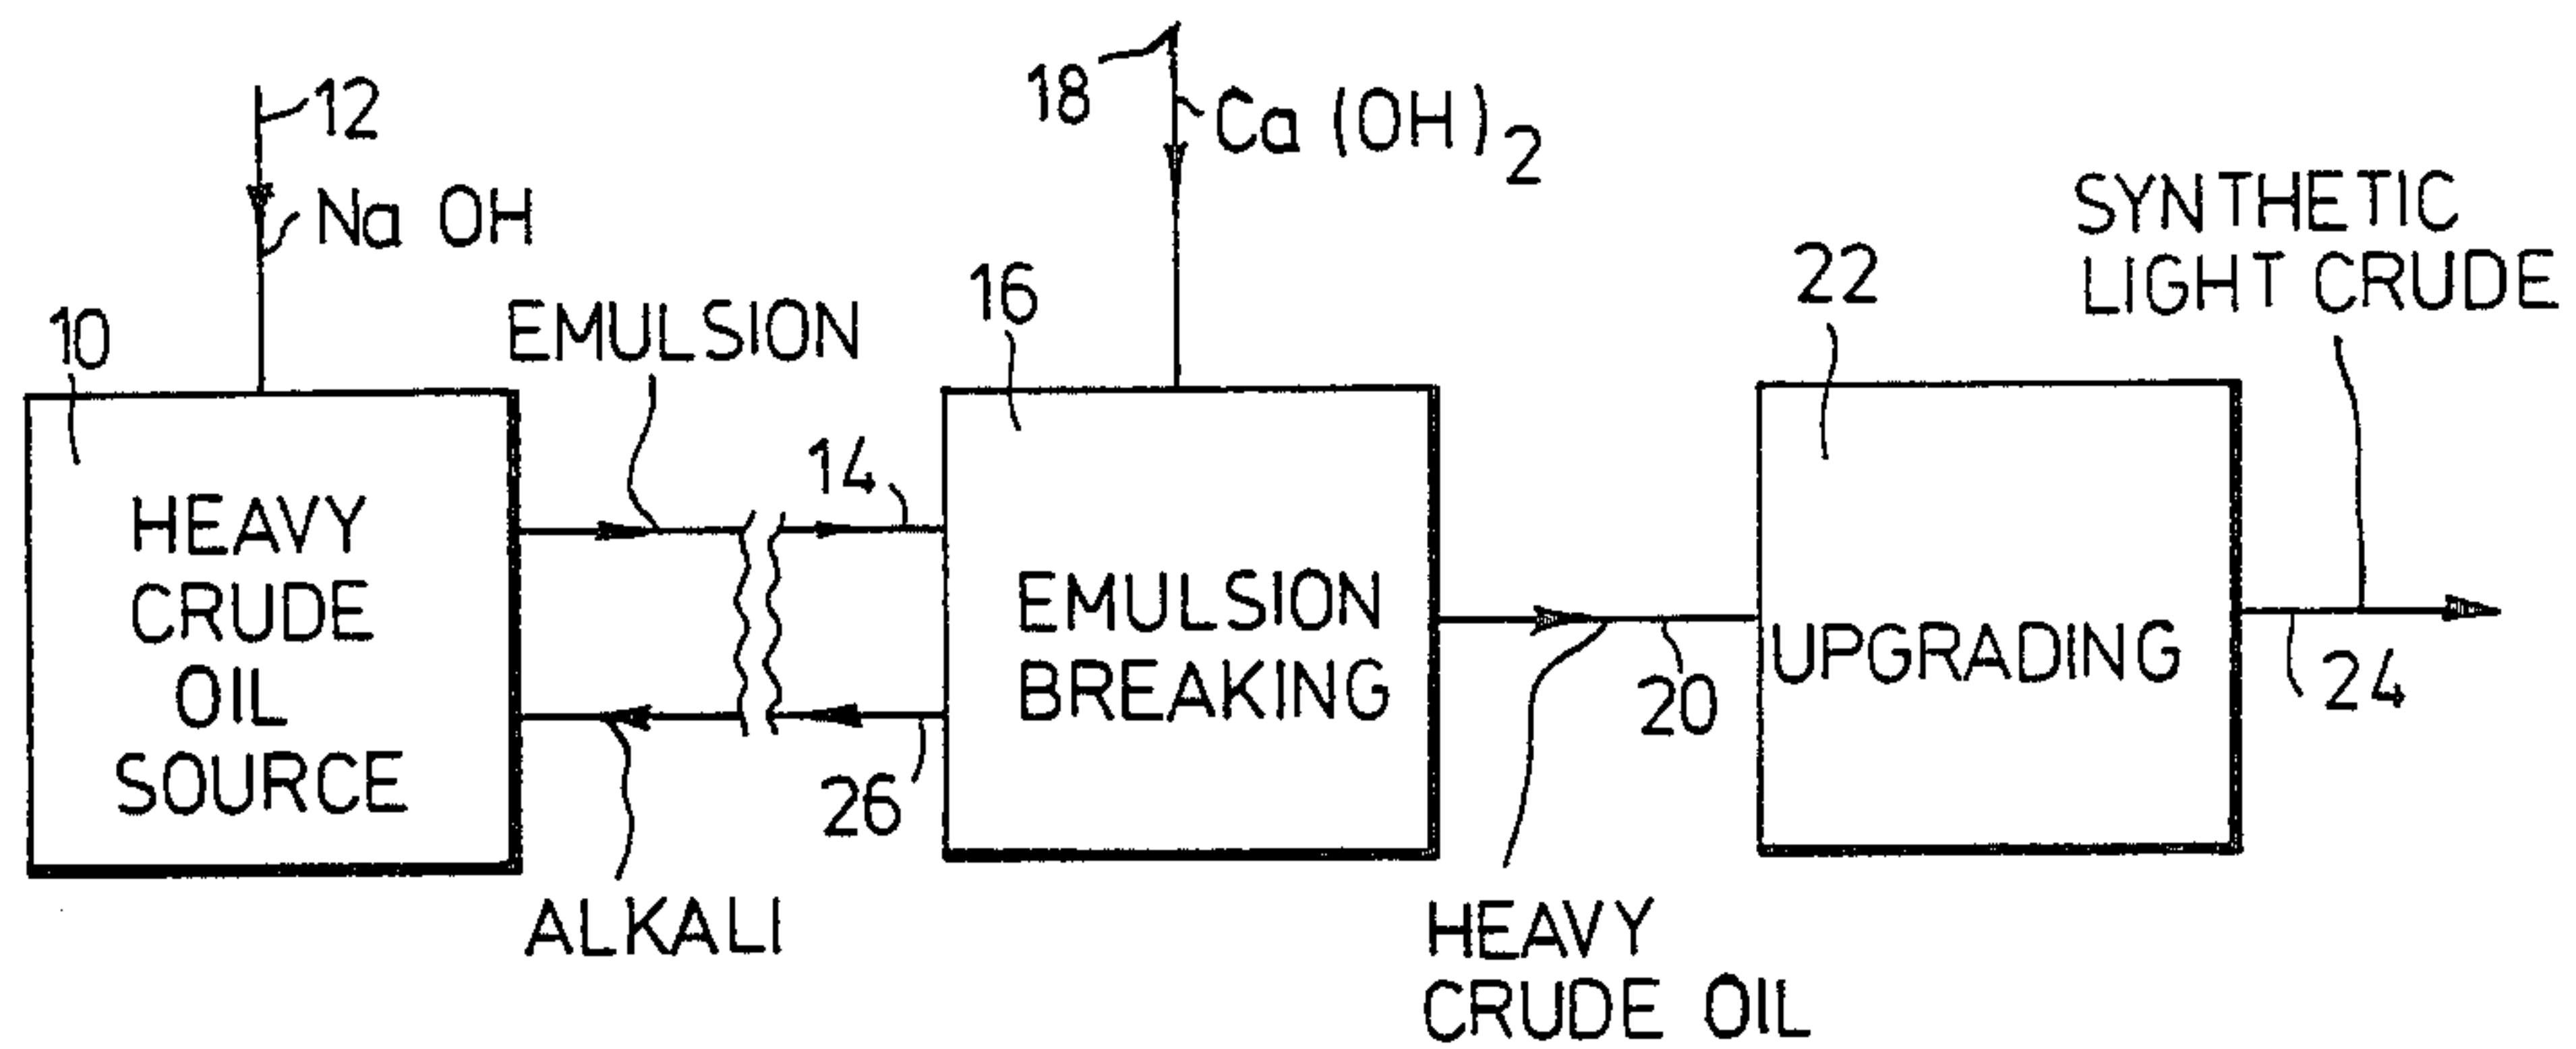 12
Na OH
10
EMULSION
14
HEAVY
CRUDE
OIL
SOURCE
26
ALKALI
18
Ca (OH)2
16
EMULSION
BREAKING
20
HEAVY
CRUDE OIL
22
UPGRADING
SYNTHETIC
LIGHT CRUDE
24